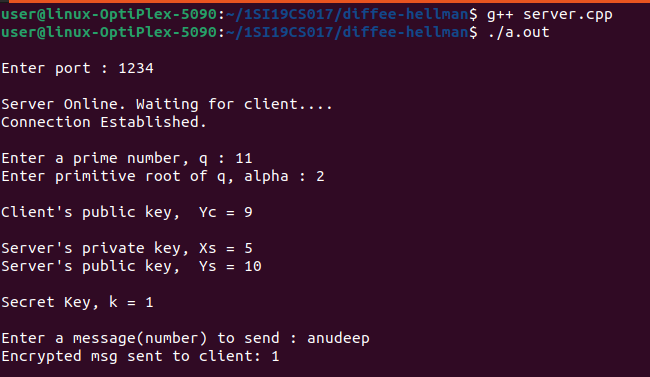 user@linux-OptiPlex-5090:~/1SI19CS017/diffee-hellman$ g++ server.cpp
user@linux-OptiPlex-5090:~/1SI19CS017/diffee-hellman$ ./a.out
Enter port : 1234
Server Online. Waiting for client....
Connection Established.
Enter a prime number, q : 11
Enter primitive root of q, alpha : 2
Client's public key,  Yc = 9
Server's private key, Xs = 5
Server's public key,  Ys = 10
Secret Key, k = 1
Enter a message(number) to send : anudeep
Encrypted msg sent to client: 1